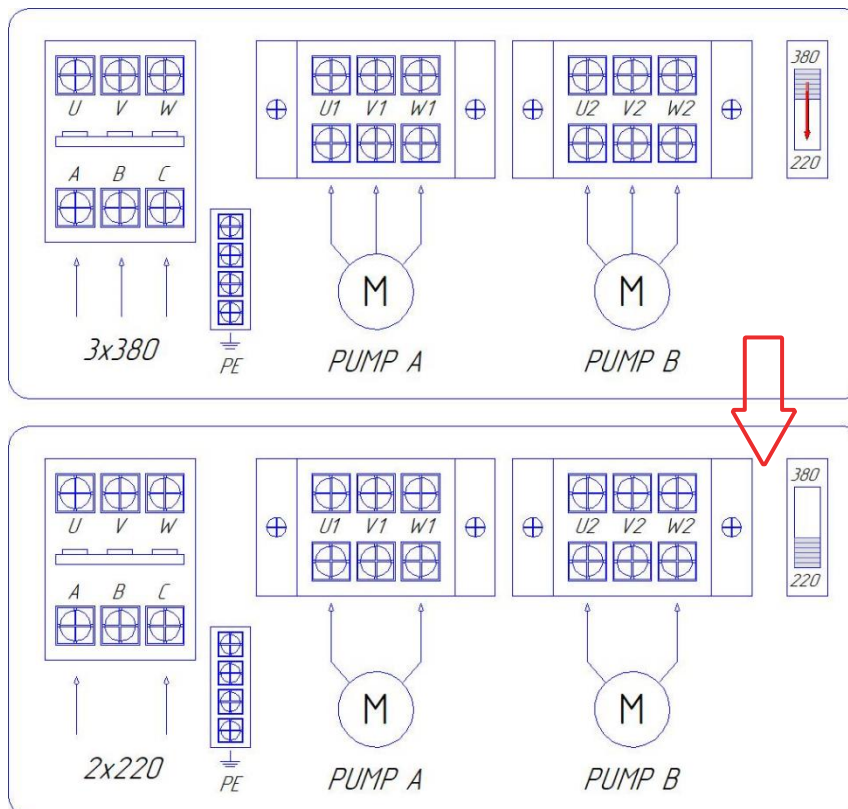 380
U V W U1 V1 W1 U2 V2 W2
220
A B C
M M
3x380 PE PUMP A PUMP B
380
U V W U1 V1 W1 U2 V2 W2
220
A B C
M M
2x220 PE PUMP A PUMP B